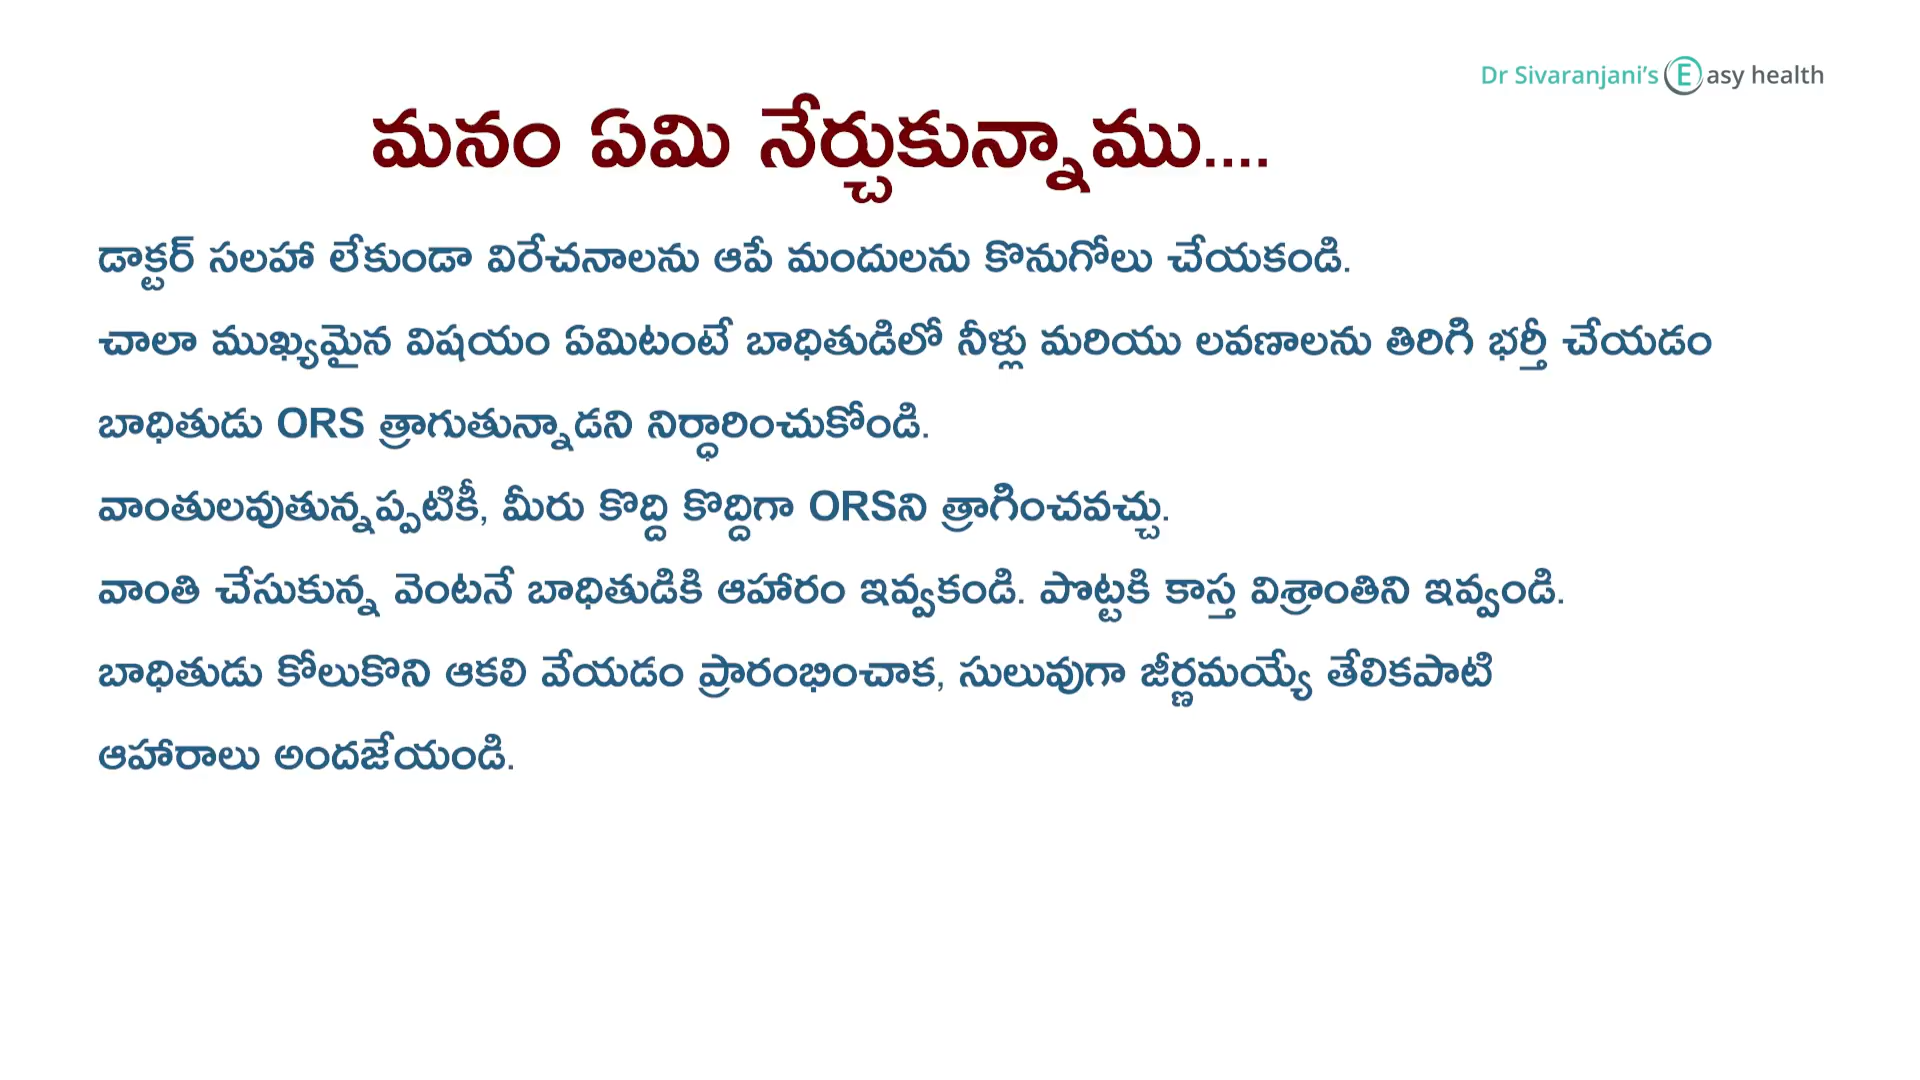 Dr Sivaranjani's Easy health
మనం ఏమి నేర్చుకున్నాము....
డాక్టర్ సలహా లేకుండా విరేచనాలను ఆపే మందులను కొనుగోలు చేయకండి.
చాలా ముఖ్యమైన విషయం ఏమిటంటే బాధితుడిలో నీళ్లు మరియు లవణాలను తిరిగి భర్తీ చేయడం
బాధితుడు ORS త్రాగుతున్నాడని నిర్ధారించుకోండి.
వాంతులవుతున్నప్పటికీ, మీరు కొద్ది కొద్దిగా ORSని త్రాగించవచ్చు.
వాంతి చేసుకున్న వెంటనే బాధితుడికి ఆహారం ఇవ్వకండి. పొట్టకి కాస్త విశ్రాంతిని ఇవ్వండి.
బాధితుడు కోలుకొని ఆకలి వేయడం ప్రారంభించాక, సులువుగా జీర్ణమయ్యే తేలికపాటి
ఆహారాలు అందజేయండి.